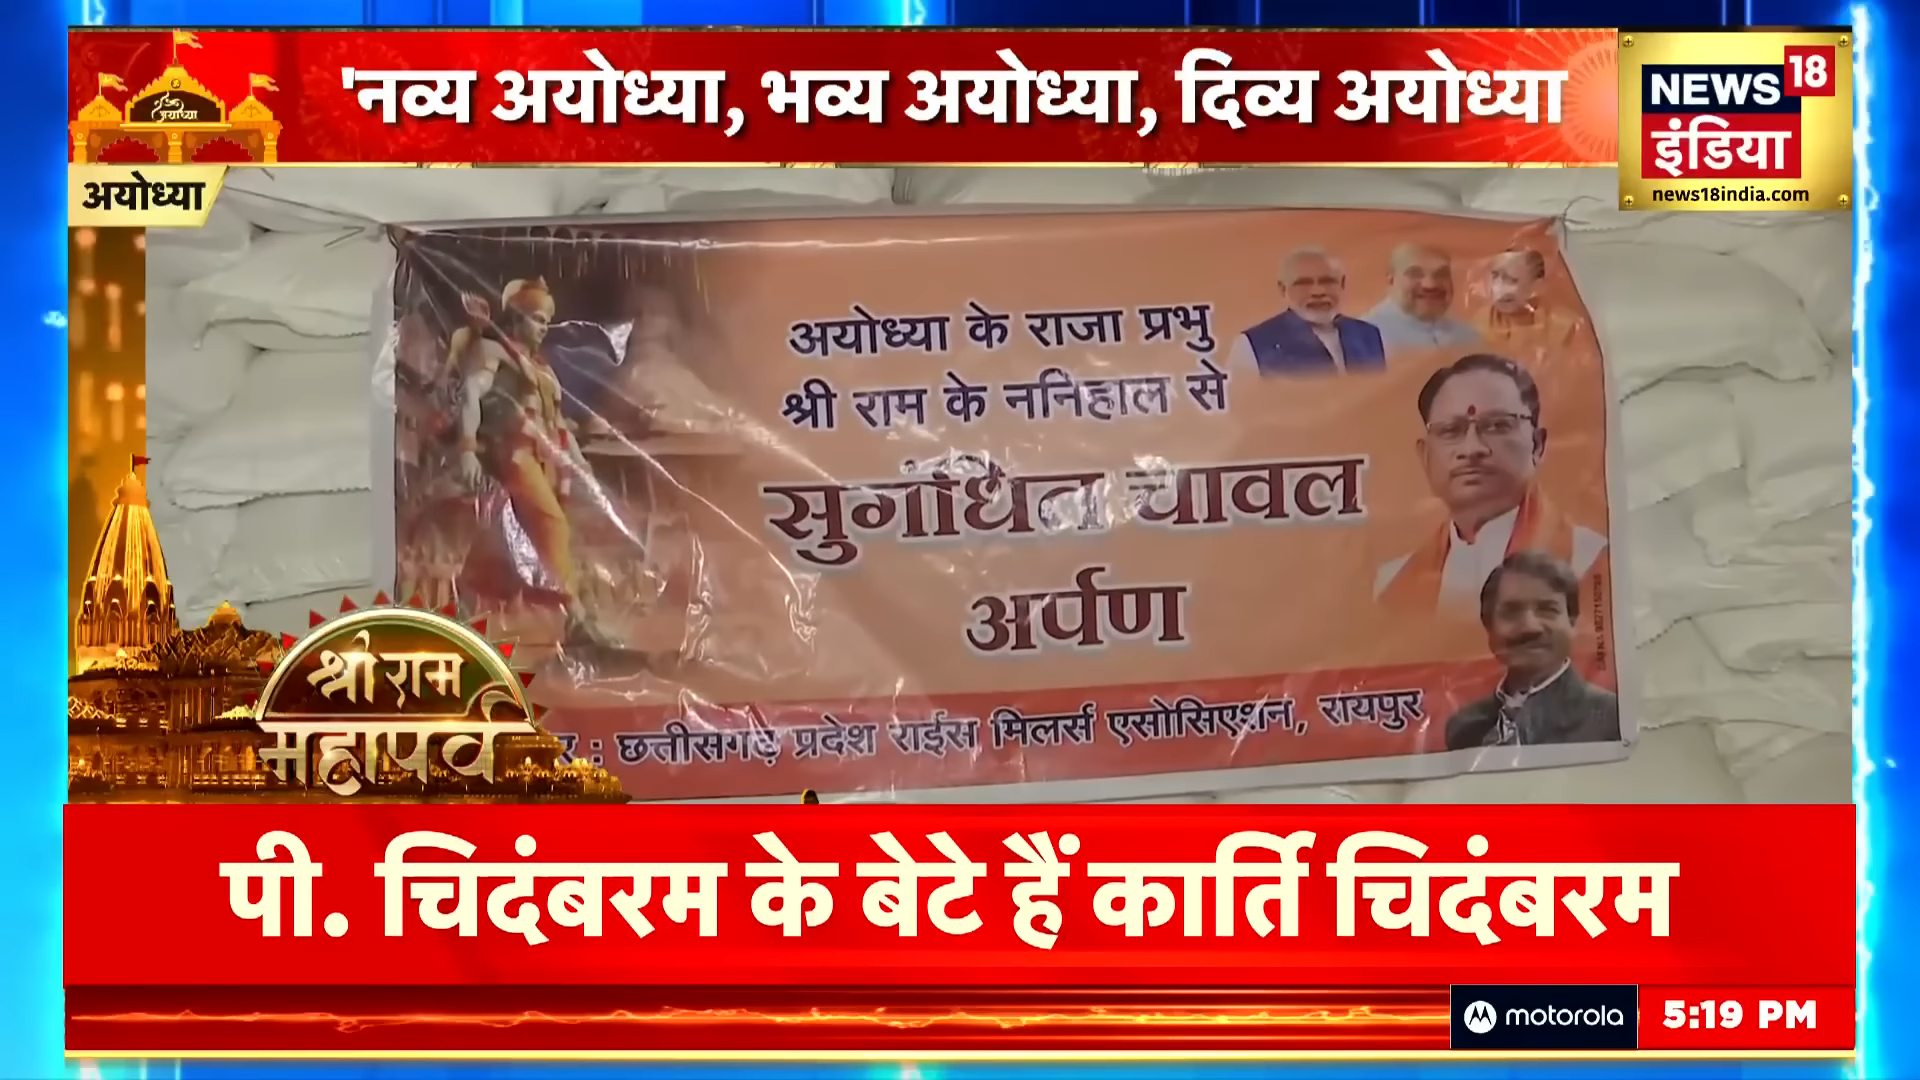 'नव्य अयोध्या, भव्य अयोध्या, दिव्य अयोध्या
NEWS 18
इंडिया
news18india.com
अयोध्या
अयोध्या के राजा प्रभु
श्री राम के ननिहाल से
सुगंधित चावल
अर्पण
र : छत्तीसगढ़ प्रदेश राईस मिलर्स एसोसिएशन, रायपुर
श्री राम
महापर्व
पी. चिदंबरम के बेटे हैं कार्ति चिदंबरम
motorola
5:19 PM